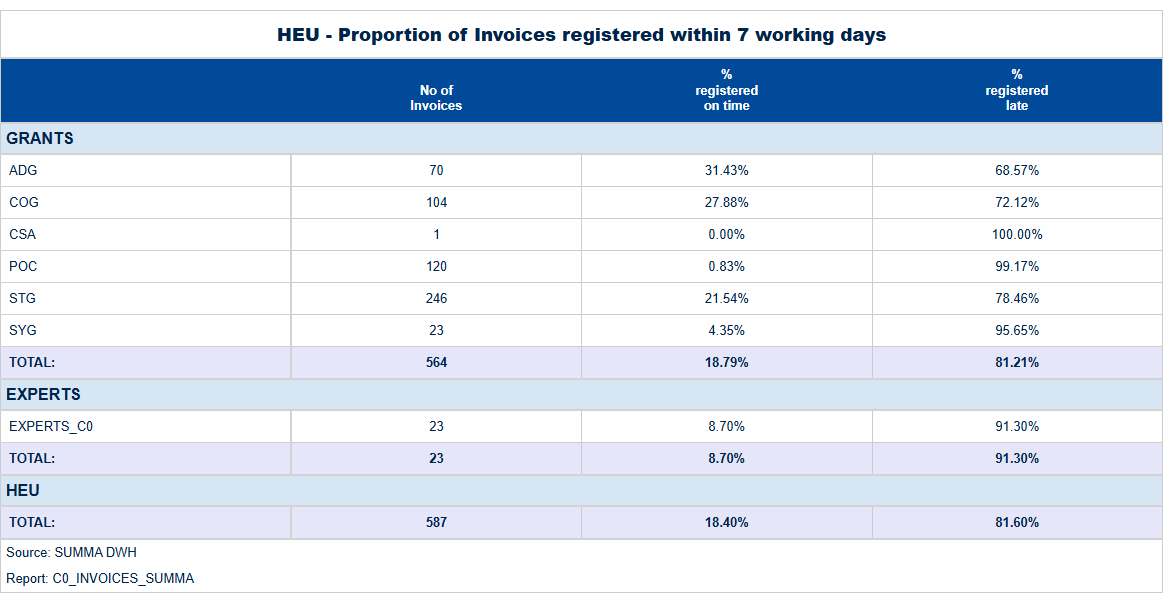 HEU - Proportion of Invoices registered within 7 working days
No of Invoices % registered on time % registered late
GRANTS
ADG 70 31.43% 68.57%
COG 104 27.88% 72.12%
CSA 1 0.00% 100.00%
POC 120 0.83% 99.17%
STG 246 21.54% 78.46%
SYG 23 4.35% 95.65%
TOTAL: 564 18.79% 81.21%
EXPERTS
EXPERTS_C0 23 8.70% 91.30%
TOTAL: 23 8.70% 91.30%
HEU
TOTAL: 587 18.40% 81.60%
Source: SUMMA DWH
Report: C0_INVOICES_SUMMA